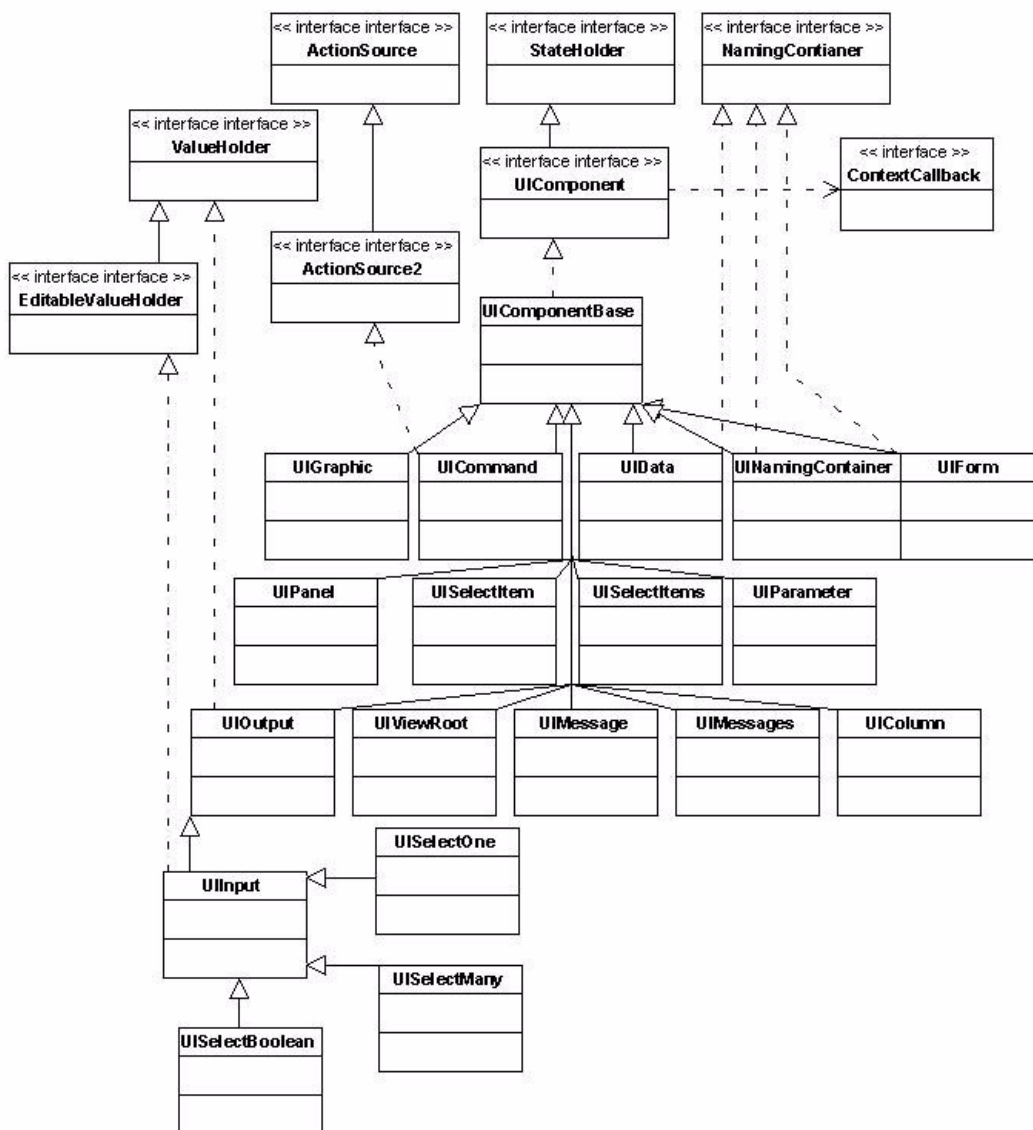 << interface interface >>
ActionSource
<< interface interface >>
StateHolder
<< interface interface >>
NamingContianer
<< interface interface >>
ValueHolder
<< interface interface >>
UIComponent
<< interface >>
ContextCallback
<< interface interface >>
EditableValueHolder
<< interface interface >>
ActionSource2
UIComponentBase
UIGraphic
UICommand
UIData
UINamingContainer
UIForm
UIPanel
UISelectItem
UISelectItems
UIParameter
UIOutput
UIViewRoot
UIMessage
UIMessages
UIColumn
UISelectOne
UIInput
UISelectMany
UISelectBoolean